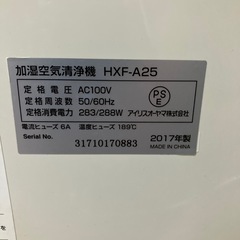 加湿空気清浄機 HXF-A25
定格電圧 AC100V
定格周波数 50/60Hz
定格消費電力 283/288W
PSE
アイリスオーヤマ株式会社
電流ヒューズ 6A 温度ヒューズ 189℃
2017年製
Serial No.
31710170883
MADE IN CHINA
を